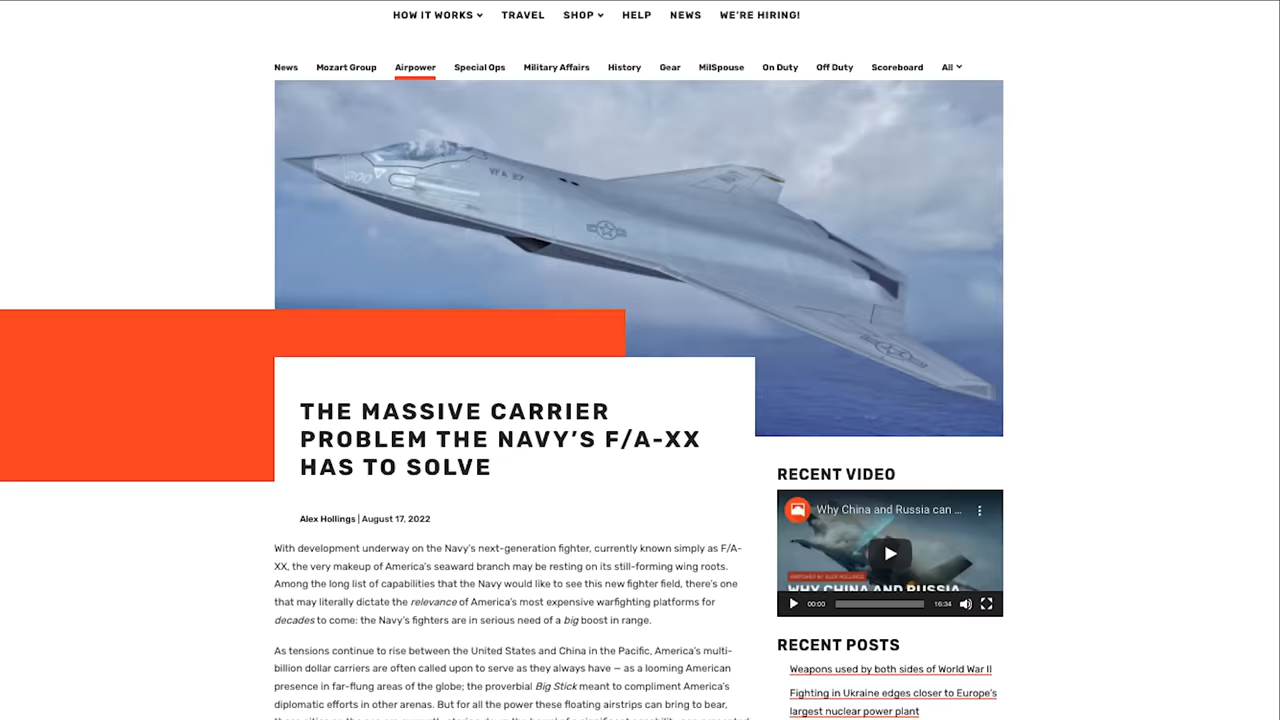 HOW IT WORKS TRAVEL SHOP HELP NEWS WE'RE HIRING!
News Mozart Group Airpower Special Ops Military Affairs History Gear MilSpouse On Duty Off Duty Scoreboard All
200
VFA 27
THE MASSIVE CARRIER
PROBLEM THE NAVY'S F/A-XX
HAS TO SOLVE
Alex Hollings | August 17, 2022
With development underway on the Navy's next-generation fighter, currently known simply as F/A-
XX, the very makeup of America's seaward branch may be resting on its still-forming wing roots.
Among the long list of capabilities that the Navy would like to see this new fighter field, there's one
that may literally dictate the relevance of America's most expensive warfighting platforms for
decades to come: the Navy's fighters are in serious need of a big boost in range.
As tensions continue to rise between the United States and China in the Pacific, America's multi-
billion dollar carriers are often called upon to serve as they always have — as a looming American
presence in far-flung areas of the globe; the proverbial Big Stick meant to compliment America's
diplomatic efforts in other arenas. But for all the power these floating airstrips can bring to bear,
RECENT VIDEO
Why China and Russia can ...
AIRPOWER W/ ALEX HOLLINGS
WHY CHINA AND RUSSIA
00:00 16:34
RECENT POSTS
Weapons used by both sides of World War II
Fighting in Ukraine edges closer to Europe's
largest nuclear power plant